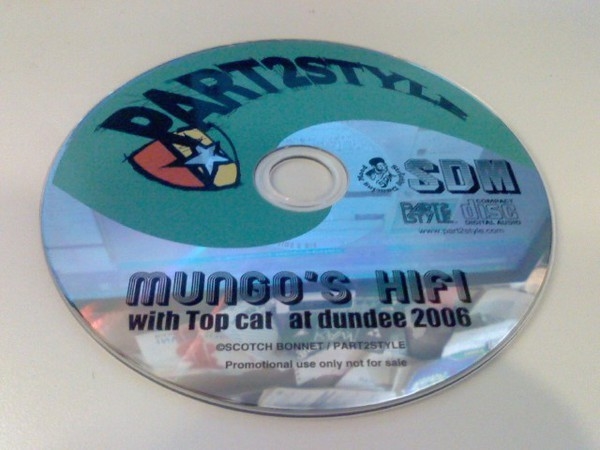 PART2STYLE
SDM
COMPACT
disc
DIGITAL AUDIO
www.part2style.com
MUNGO'S HIFI
with Top cat at dundee 2006
©SCOTCH BONNET / PART2STYLE
Promotional use only not for sale